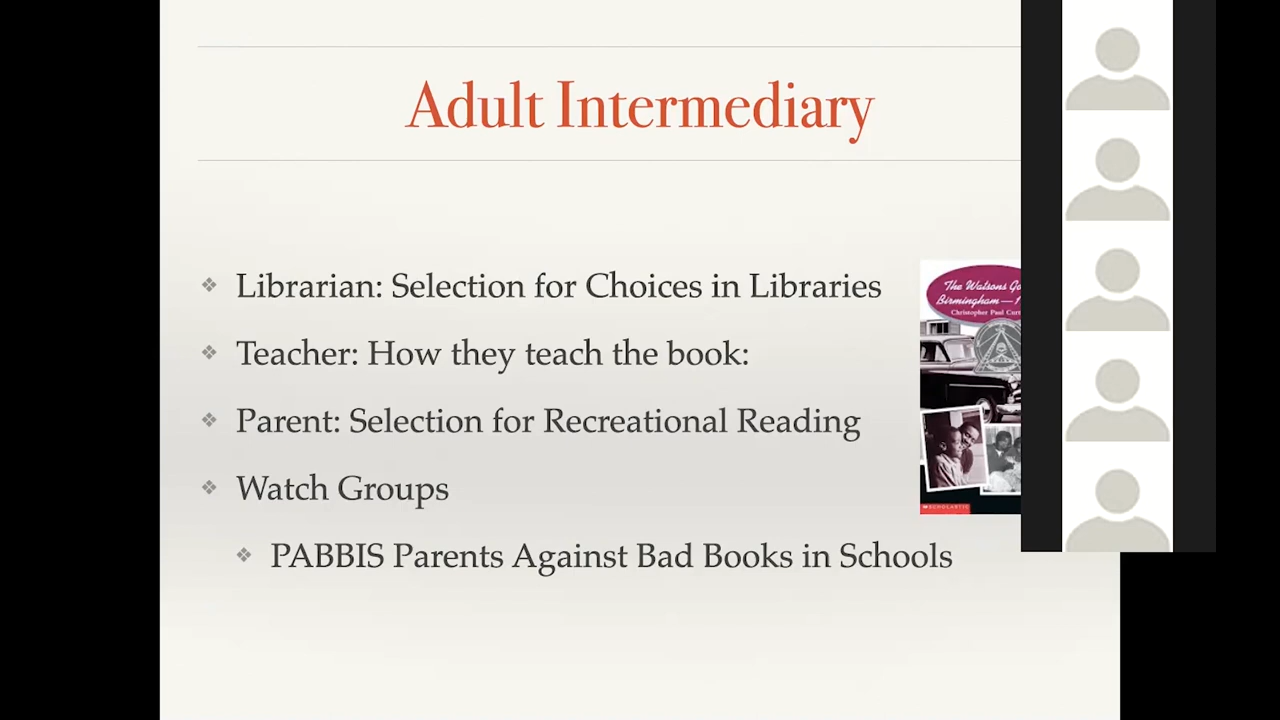 Adult Intermediary
❖ Librarian: Selection for Choices in Libraries
❖ Teacher: How they teach the book:
❖ Parent: Selection for Recreational Reading
❖ Watch Groups
❖ PABBIS Parents Against Bad Books in Schools
The Watsons Go
Birmingham—1
Christopher Paul Curt
SCHOLASTIC